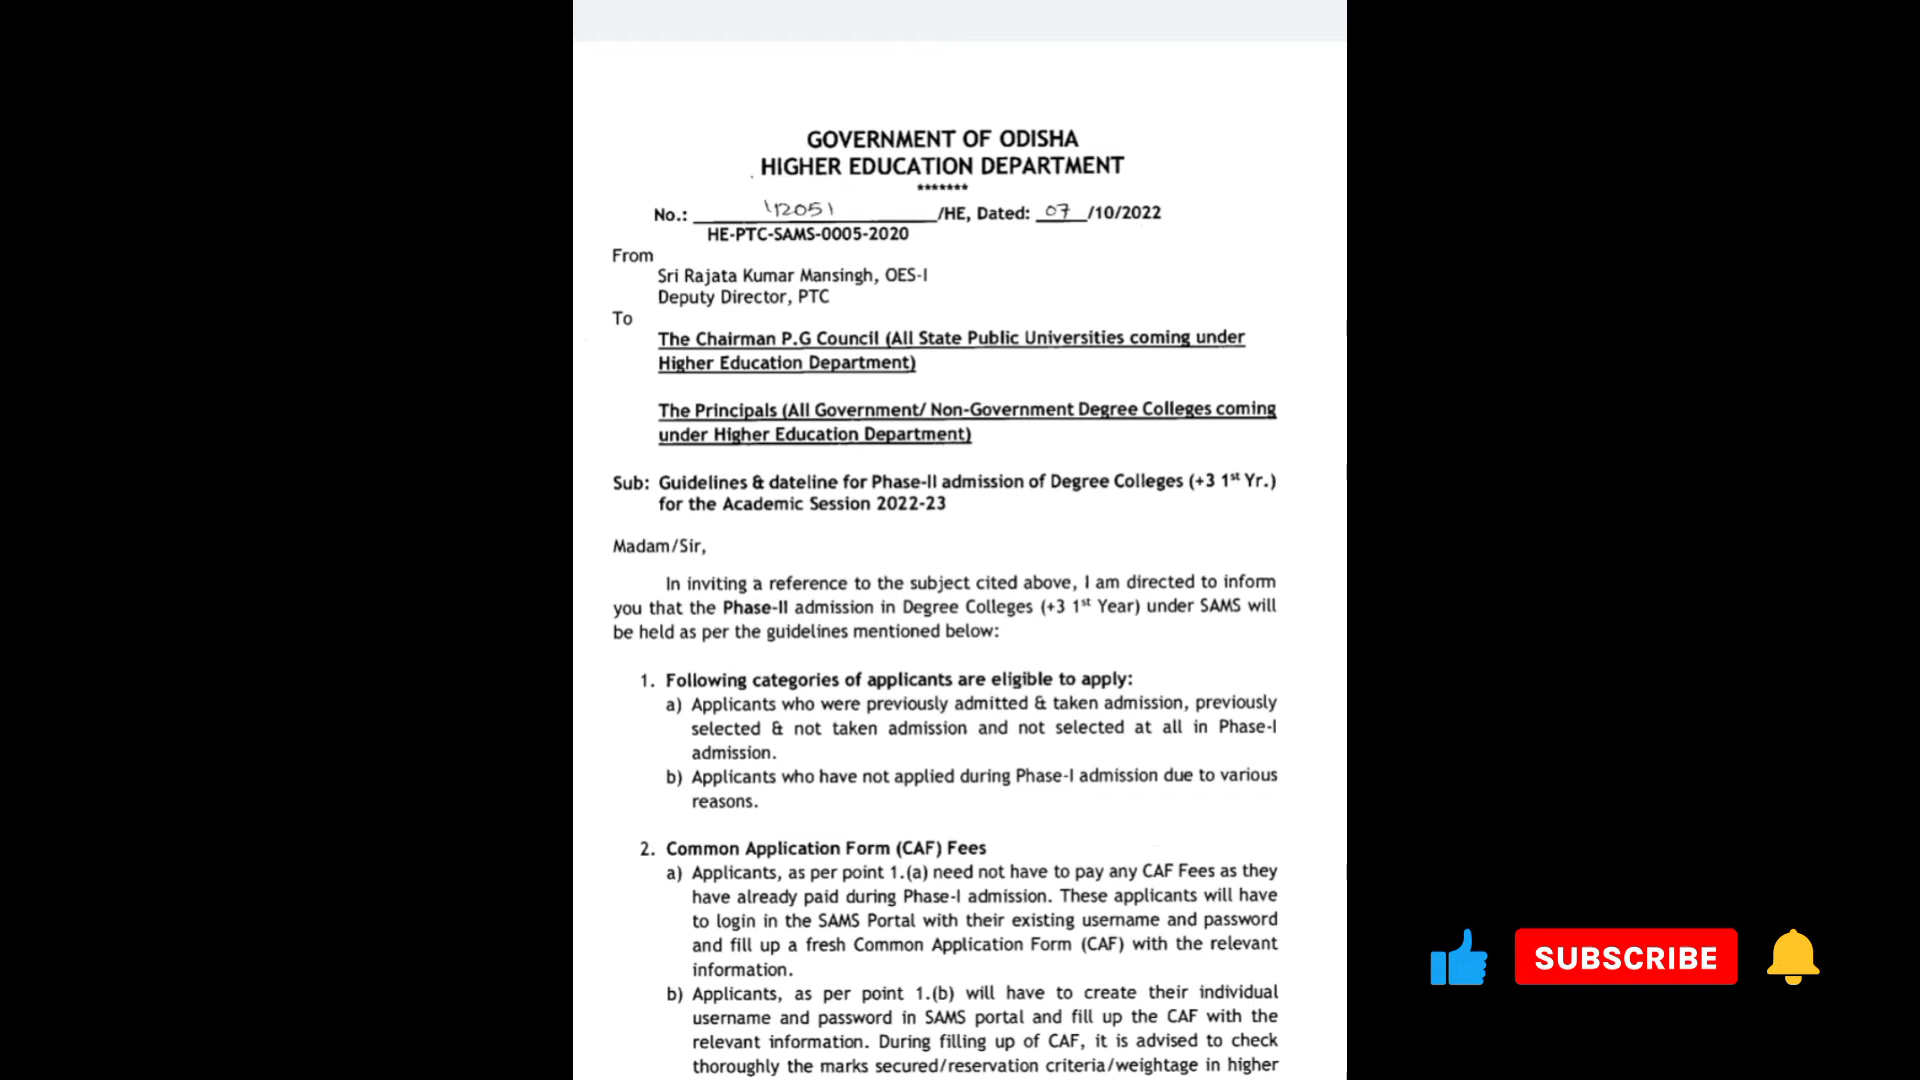 GOVERNMENT OF ODISHA
HIGHER EDUCATION DEPARTMENT
*******
No.: 42051 /HE, Dated: 07 /10/2022
HE-PTC-SAMS-0005-2020
From
Sri Rajata Kumar Mansingh, OES-I
Deputy Director, PTC
To
The Chairman P.G Council (All State Public Universities coming under
Higher Education Department)
The Principals (All Government/ Non-Government Degree Colleges coming
under Higher Education Department)
Sub: Guidelines & dateline for Phase-II admission of Degree Colleges (+3 1st Yr.)
for the Academic Session 2022-23
Madam/Sir,
In inviting a reference to the subject cited above, I am directed to inform
you that the Phase-II admission in Degree Colleges (+3 1st Year) under SAMS will
be held as per the guidelines mentioned below:
1. Following categories of applicants are eligible to apply:
a) Applicants who were previously admitted & taken admission, previously
selected & not taken admission and not selected at all in Phase-I
admission.
b) Applicants who have not applied during Phase-I admission due to various
reasons.
2. Common Application Form (CAF) Fees
a) Applicants, as per point 1.(a) need not have to pay any CAF Fees as they
have already paid during Phase-I admission. These applicants will have
to login in the SAMS Portal with their existing username and password
and fill up a fresh Common Application Form (CAF) with the relevant
information.
b) Applicants, as per point 1.(b) will have to create their individual
username and password in SAMS portal and fill up the CAF with the
relevant information. During filling up of CAF, it is advised to check
thoroughly the marks secured/reservation criteria/weightage in higher
SUBSCRIBE